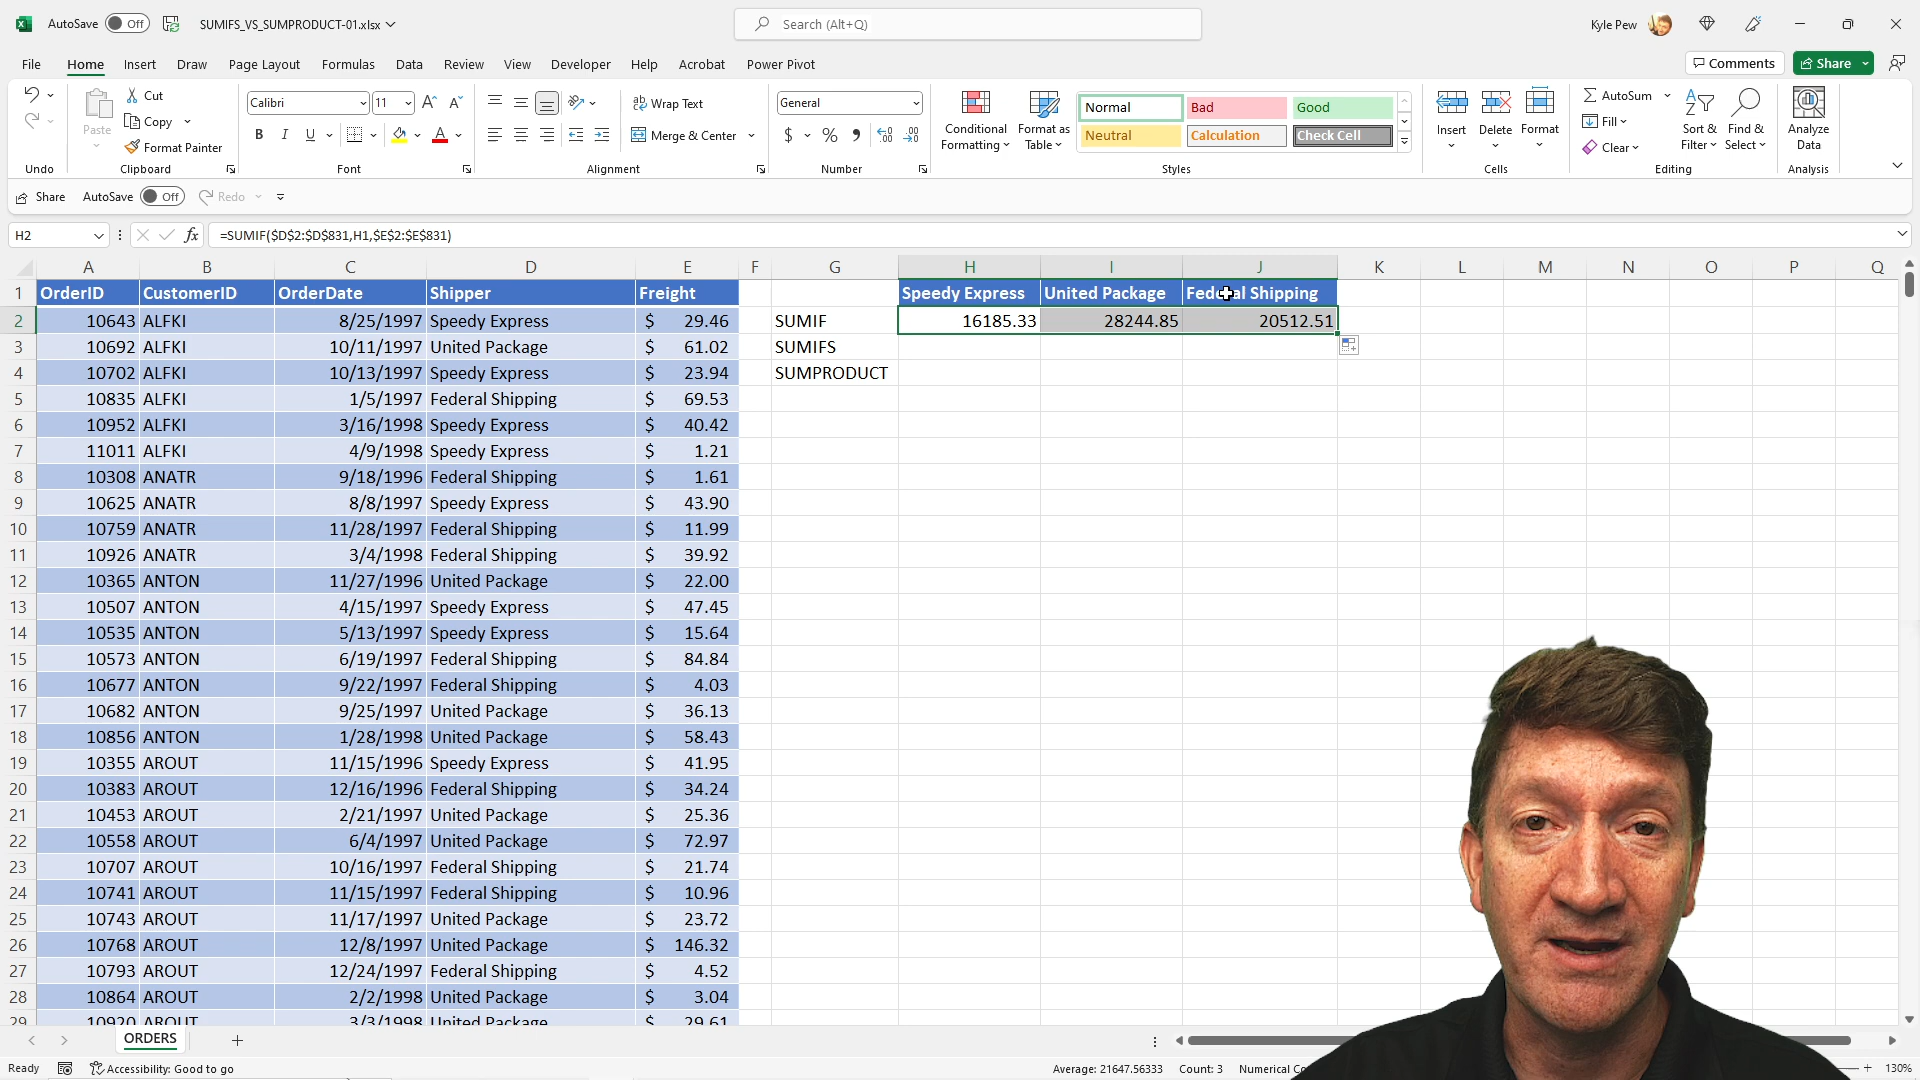 AutoSave Off SUMIFS_VS_SUMPRODUCT-01.xlsx Search (Alt+Q) Kyle Pew
File Home Insert Draw Page Layout Formulas Data Review View Developer Help Acrobat Power Pivot Comments Share
Paste Cut Copy Format Painter Calibri 11 B I U A Wrap Text Merge & Center General $ % Conditional Formatting Format as Table Normal Bad Good Neutral Calculation Check Cell Insert Delete Format AutoSum Fill Clear Sort & Filter Find & Select Analyze Data
Undo Clipboard Font Alignment Number Styles Cells Editing Analysis
Share AutoSave Off Redo
H2 fx =SUMIF($D$2:$D$831,H1,$E$2:$E$831)
A B C D E F G H I J K L M N O P Q
1 OrderID CustomerID OrderDate Shipper Freight Speedy Express United Package Federal Shipping
2 10643 ALFKI 8/25/1997 Speedy Express $ 29.46 SUMIF 16185.33 28244.85 20512.51
3 10692 ALFKI 10/11/1997 United Package $ 61.02 SUMIFS
4 10702 ALFKI 10/13/1997 Speedy Express $ 23.94 SUMPRODUCT
5 10835 ALFKI 1/5/1997 Federal Shipping $ 69.53
6 10952 ALFKI 3/16/1998 Speedy Express $ 40.42
7 11011 ALFKI 4/9/1998 Speedy Express $ 1.21
8 10308 ANATR 9/18/1996 Federal Shipping $ 1.61
9 10625 ANATR 8/8/1997 Speedy Express $ 43.90
10 10759 ANATR 11/28/1997 Federal Shipping $ 11.99
11 10926 ANATR 3/4/1998 Federal Shipping $ 39.92
12 10365 ANTON 11/27/1996 United Package $ 22.00
13 10507 ANTON 4/15/1997 Speedy Express $ 47.45
14 10535 ANTON 5/13/1997 Speedy Express $ 15.64
15 10573 ANTON 6/19/1997 Federal Shipping $ 84.84
16 10677 ANTON 9/22/1997 Federal Shipping $ 4.03
17 10682 ANTON 9/25/1997 United Package $ 36.13
18 10856 ANTON 1/28/1998 United Package $ 58.43
19 10355 AROUT 11/15/1996 Speedy Express $ 41.95
20 10383 AROUT 12/16/1996 Federal Shipping $ 34.24
21 10453 AROUT 2/21/1997 United Package $ 25.36
22 10558 AROUT 6/4/1997 United Package $ 72.97
23 10707 AROUT 10/16/1997 Federal Shipping $ 21.74
24 10741 AROUT 11/15/1997 Federal Shipping $ 10.96
25 10743 AROUT 11/17/1997 United Package $ 23.72
26 10768 AROUT 12/8/1997 United Package $ 146.32
27 10793 AROUT 12/24/1997 Federal Shipping $ 4.52
28 10864 AROUT 2/2/1998 United Package $ 3.04
29 10920 AROUT 3/3/1998 United Package $ 29.61
ORDERS
Ready Accessibility: Good to go Average: 21647.56333 Count: 3 Numerical 130%